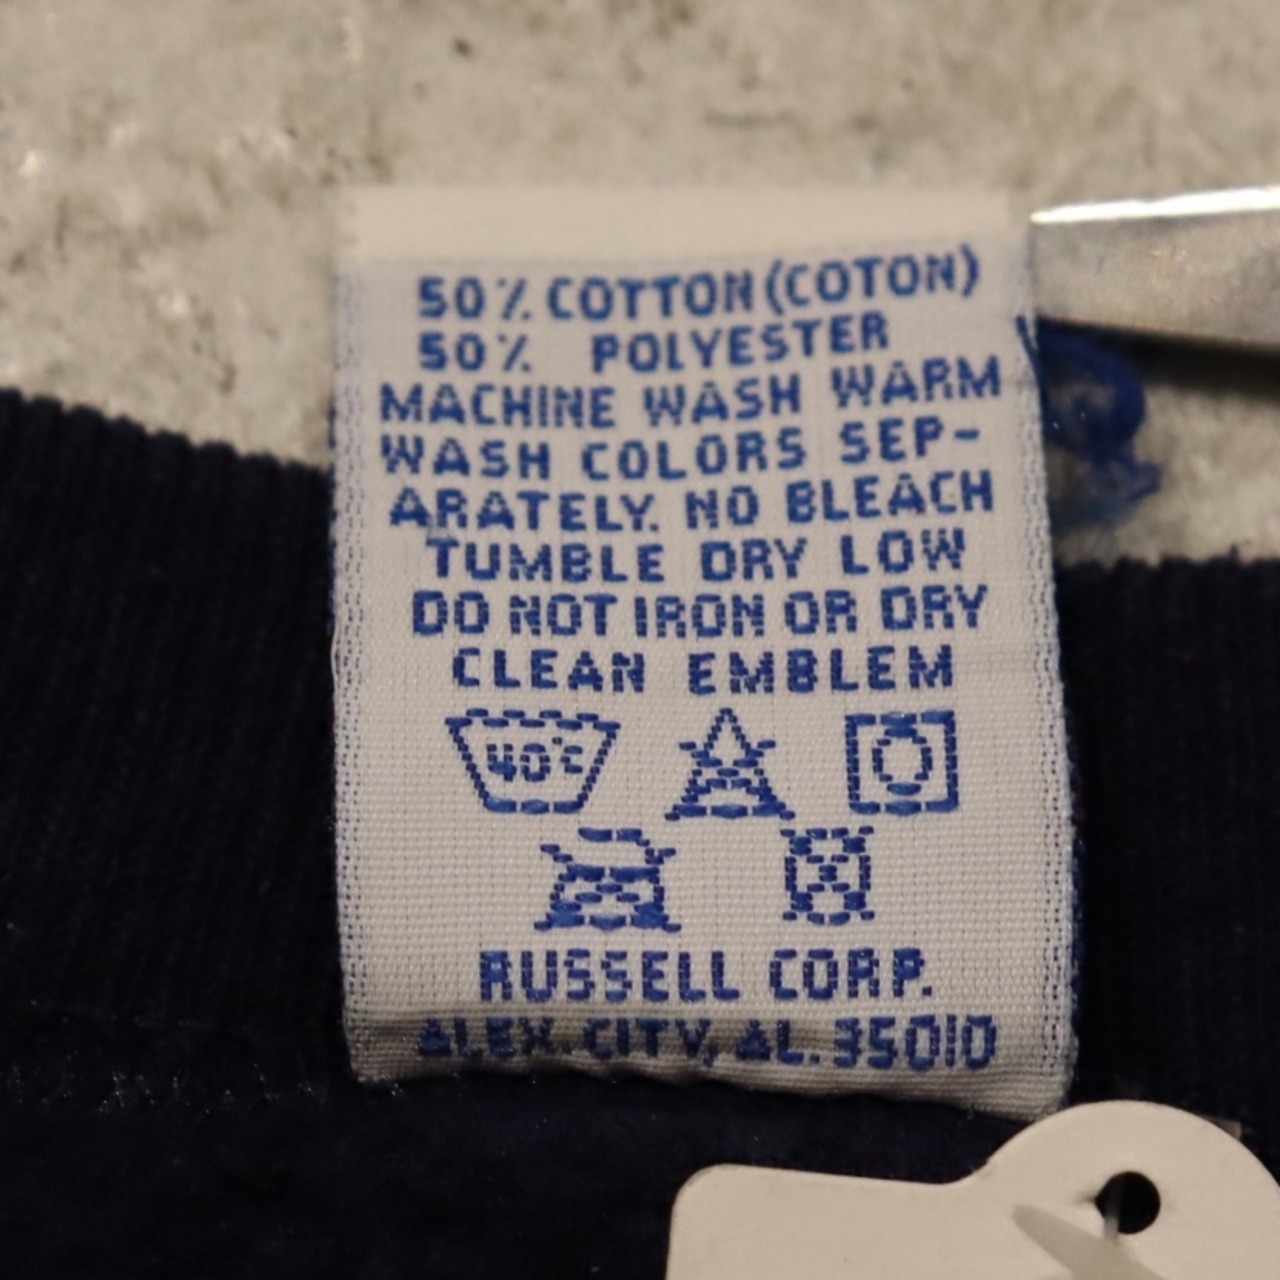 50% COTTON (COTON)
50% POLYESTER
MACHINE WASH WARM
WASH COLORS SEP-
ARATELY. NO BLEACH
TUMBLE DRY LOW
DO NOT IRON OR DRY
CLEAN EMBLEM
40°C
RUSSELL CORP.
ALEX. CITY, AL. 35010